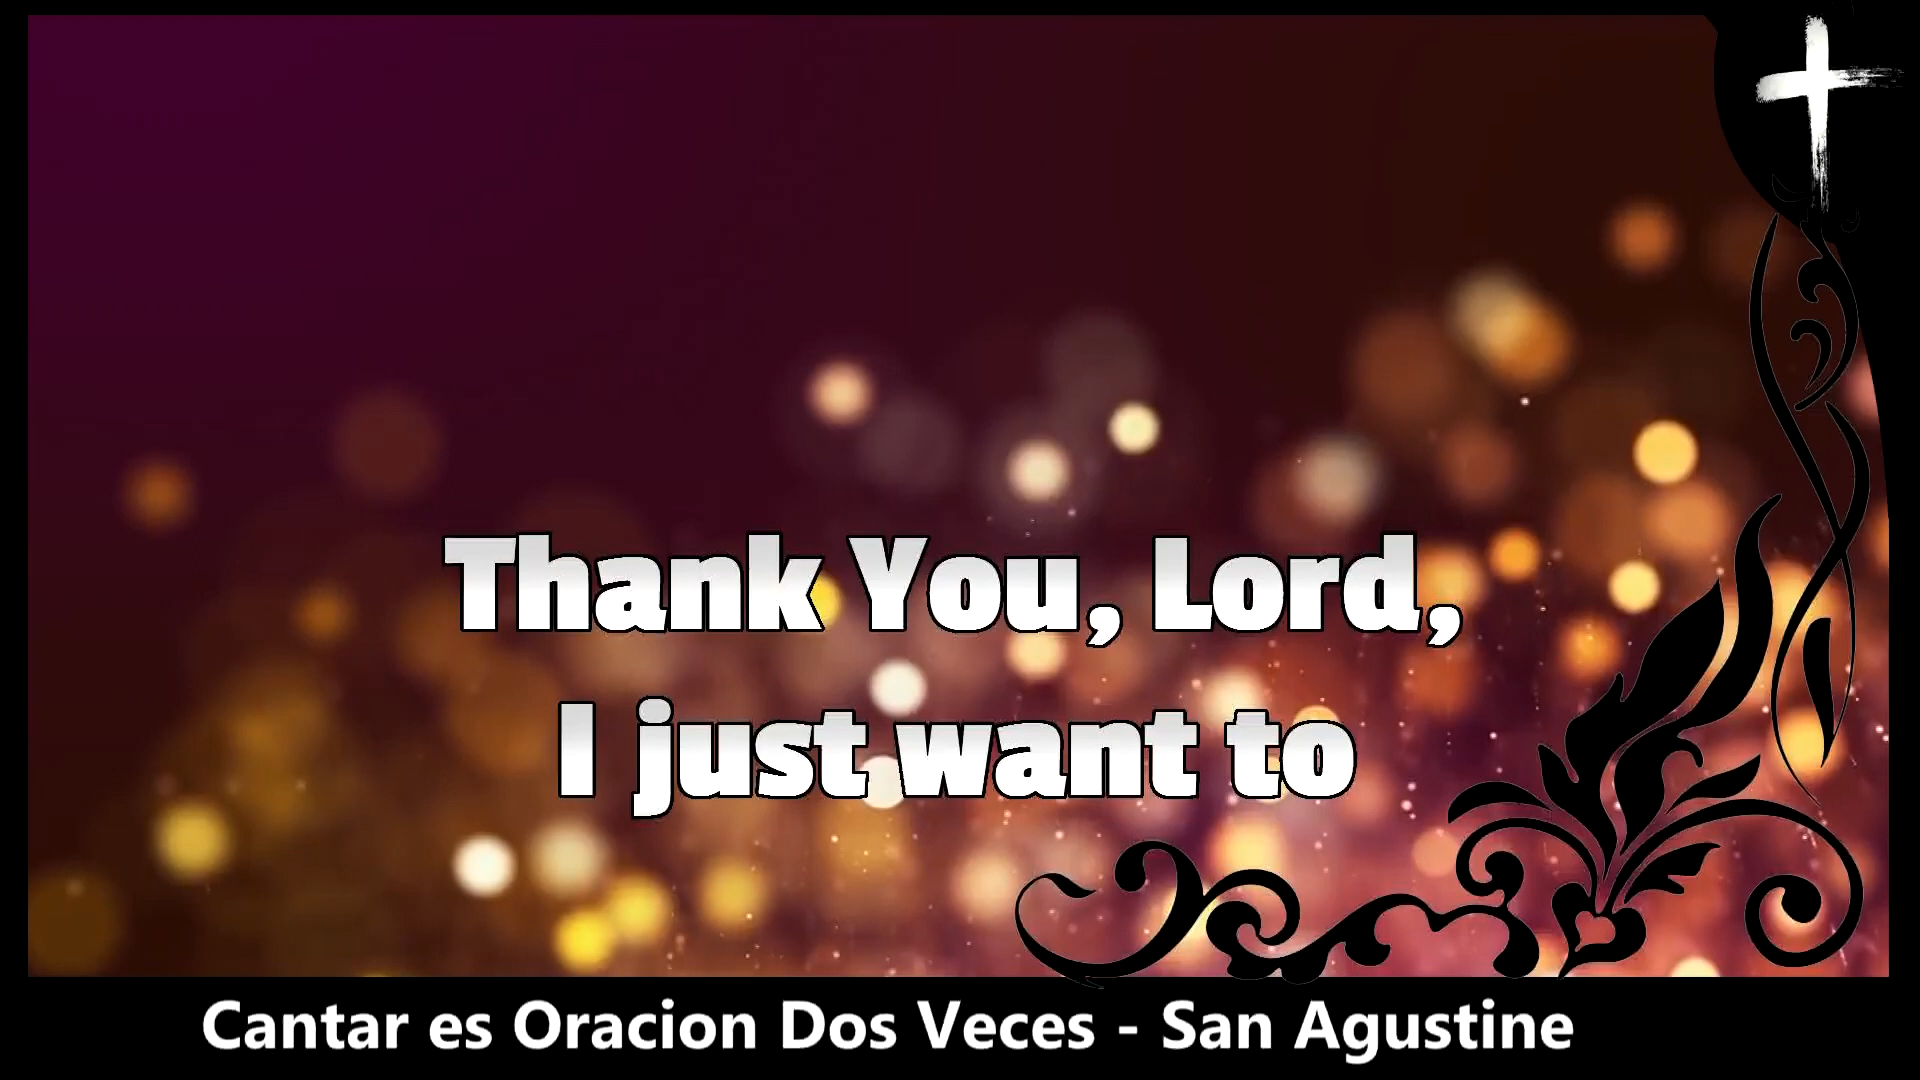 Thank You, Lord,
I just want to
Cantar es Oracion Dos Veces - San Agustine